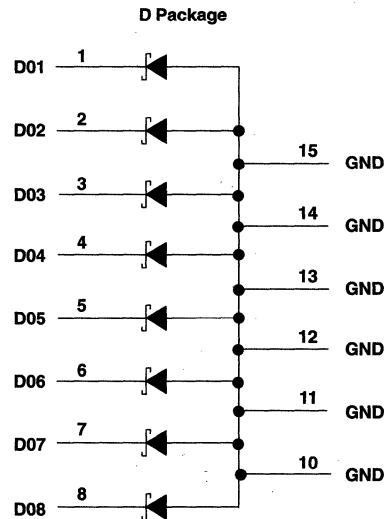 D Package
D01 1
D02 2
15 GND
D03 3
14 GND
D04 4
13 GND
D05 5
12 GND
D06 6
11 GND
D07 7
10 GND
D08 8